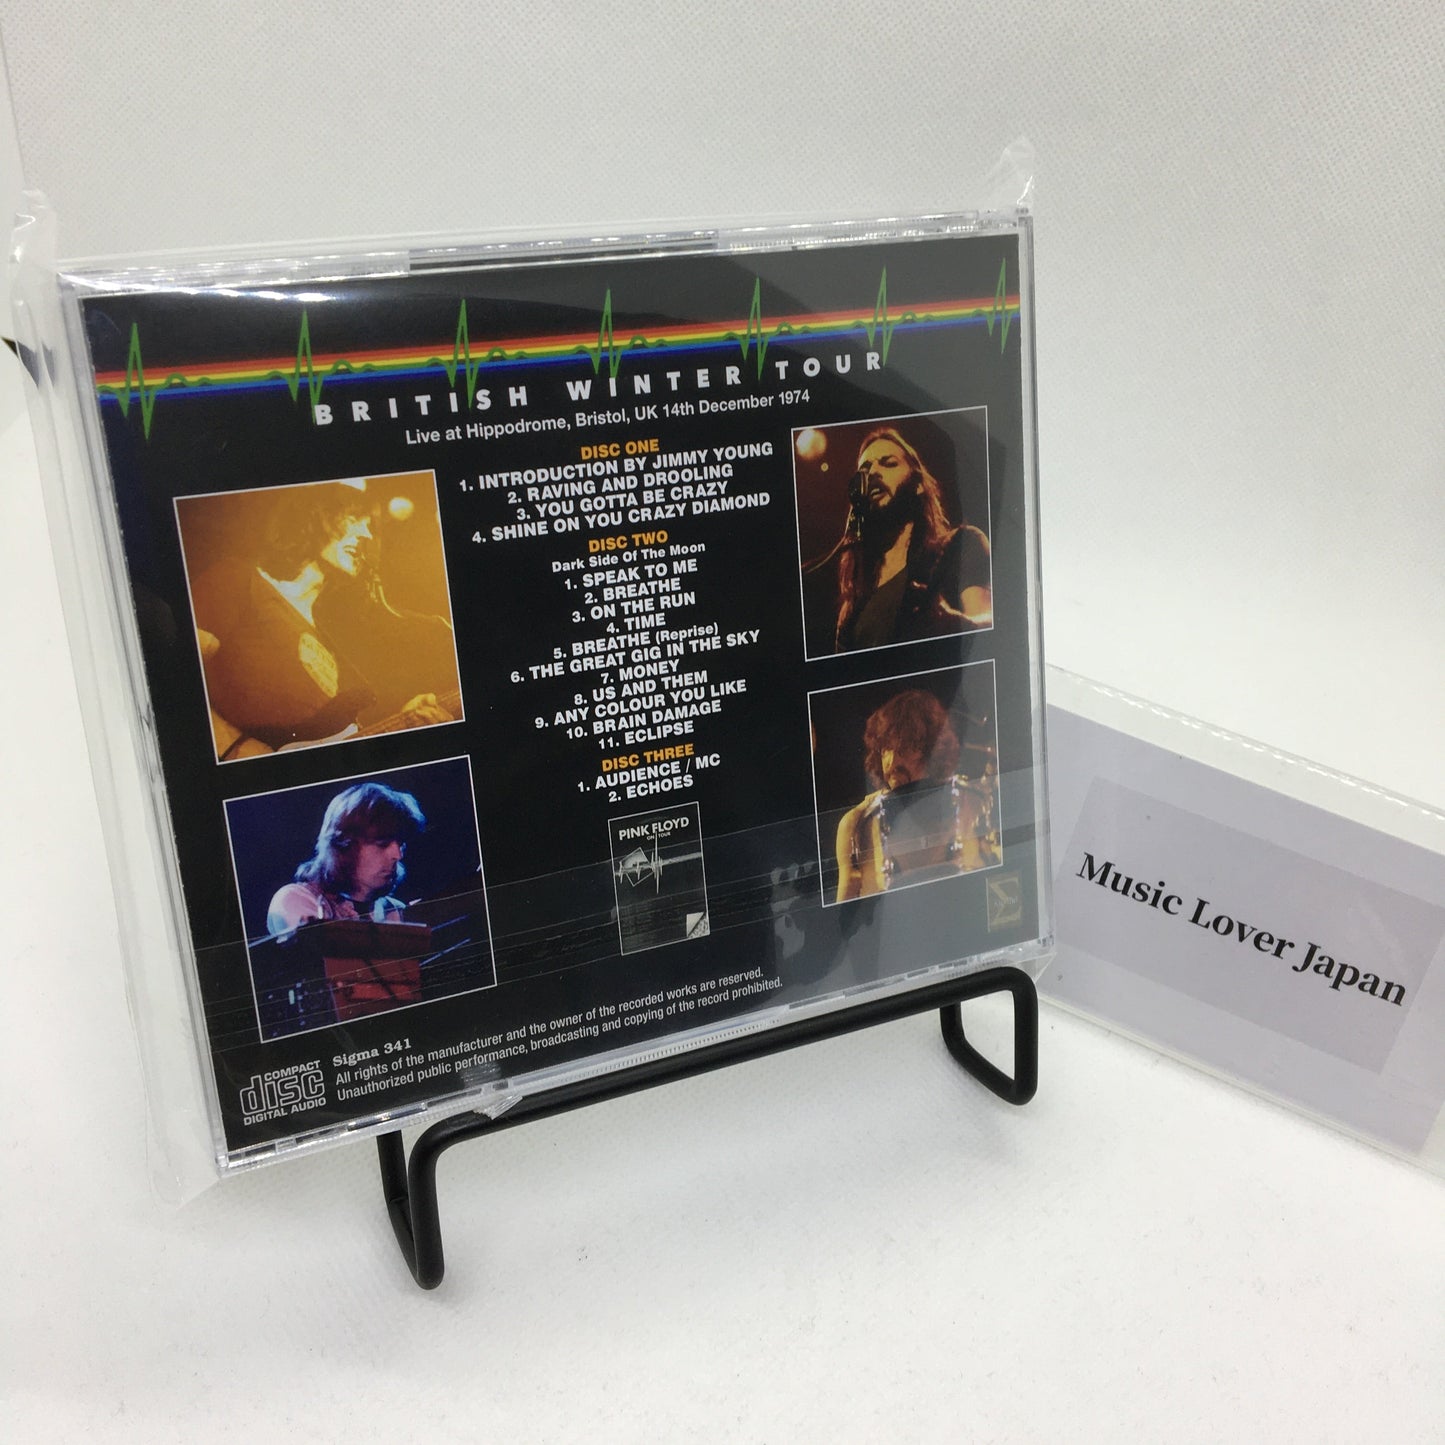 BRITISH WINTER TOUR
Live at Hippodrome, Bristol, UK 14th December 1974
DISC ONE
1. INTRODUCTION BY JIMMY YOUNG
2. RAVING AND DROOLING
3. YOU GOTTA BE CRAZY
4. SHINE ON YOU CRAZY DIAMOND
DISC TWO
Dark Side Of The Moon
1. SPEAK TO ME
2. BREATHE
3. ON THE RUN
4. TIME
5. BREATHE (Reprise)
6. THE GREAT GIG IN THE SKY
7. MONEY
8. US AND THEM
9. ANY COLOUR YOU LIKE
10. BRAIN DAMAGE
11. ECLIPSE
DISC THREE
1. AUDIENCE / MC
2. ECHOES
PINK FLOYD
ON TOUR
COMPACT
disc
DIGITAL AUDIO
Sigma 341
All rights of the manufacturer and the owner of the recorded works are reserved.
Unauthorized public performance, broadcasting and copying of the record prohibited.
Music Lover Japan